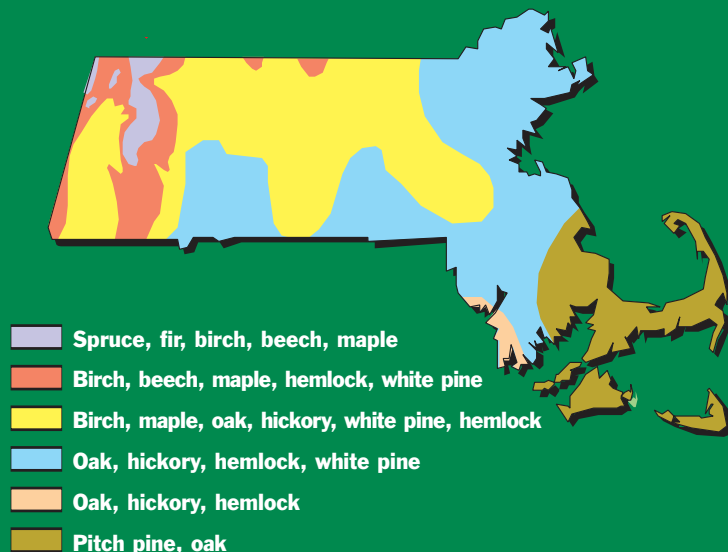 Spruce, fir, birch, beech, maple
Birch, beech, maple, hemlock, white pine
Birch, maple, oak, hickory, white pine, hemlock
Oak, hickory, hemlock, white pine
Oak, hickory, hemlock
Pitch pine, oak